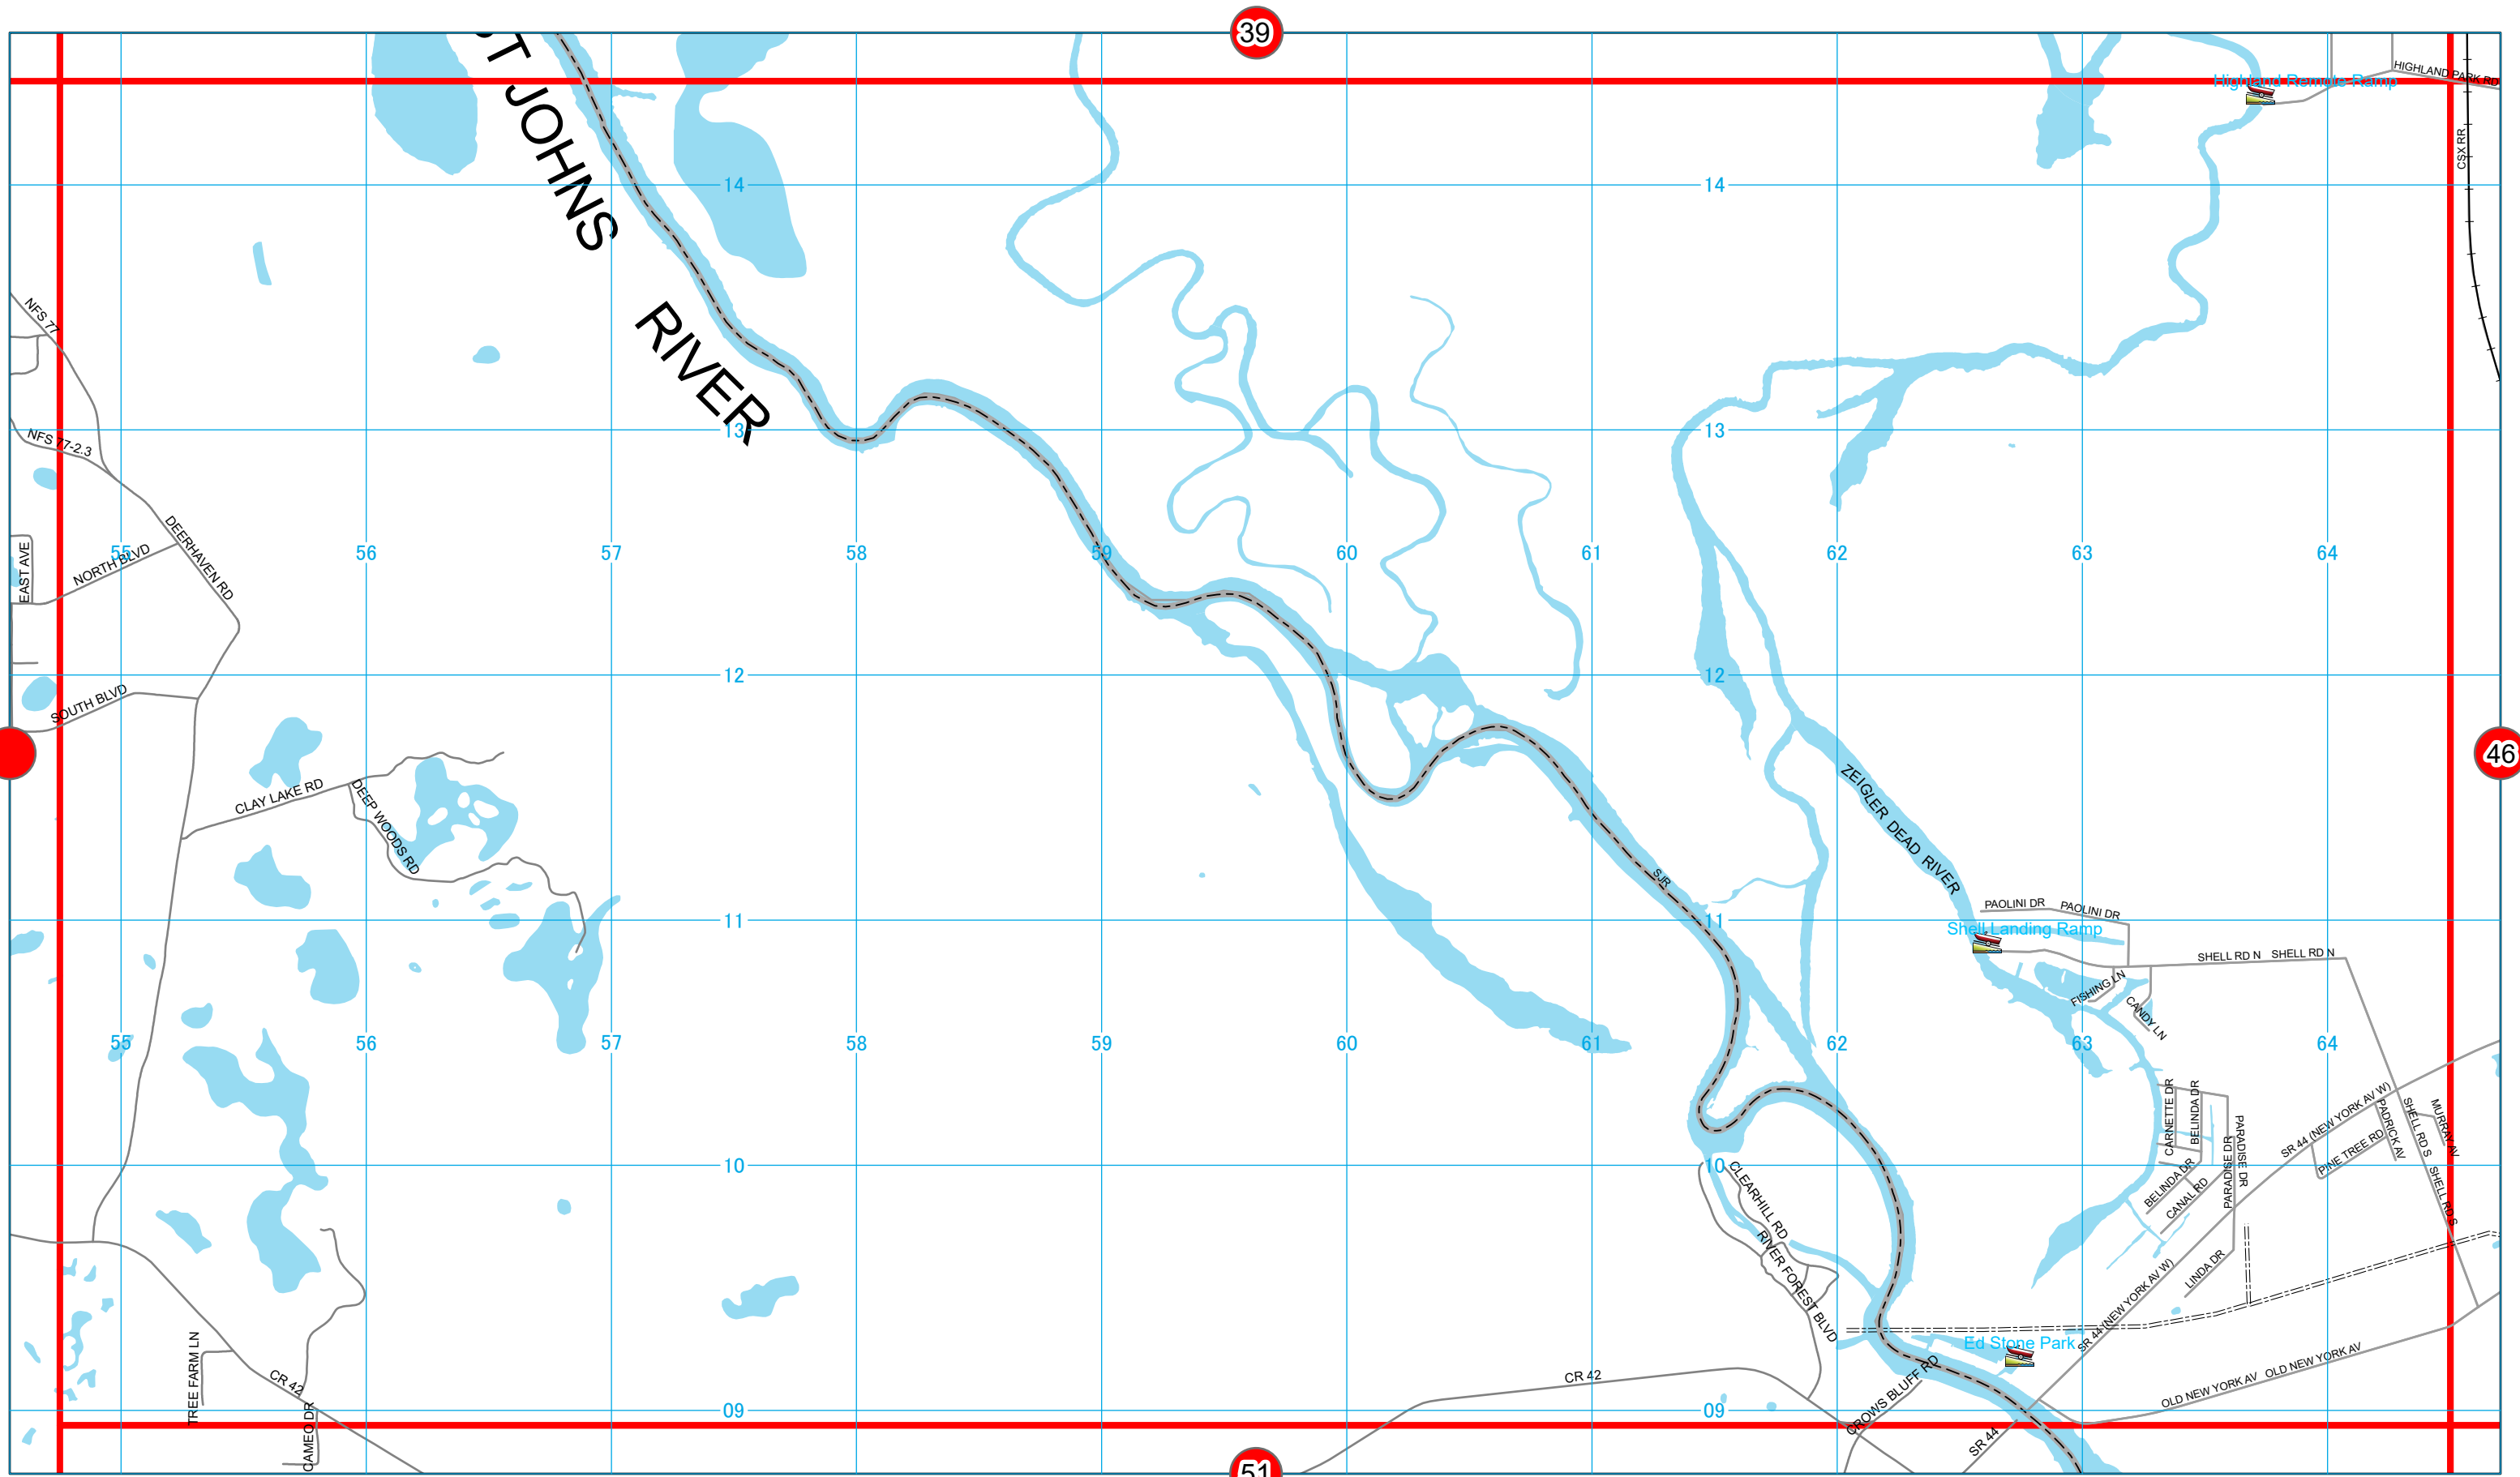 39
ST JOHNS
RIVER
Highland Remote Ramp
HIGHLAND PARK RD
CSX RR
14
14
NFS 77
NFS 77-2.3
13
13
DEERHAVEN RD
EAST AVE
NORTH BLVD
55
56
57
58
59
60
61
62
63
64
SOUTH BLVD
12
12
46
CLAY LAKE RD
DEEP WOODS RD
ZEIGLER DEAD RIVER
SJR
11
11
PAOLINI DR
PAOLINI DR
Shell Landing Ramp
SHELL RD N
SHELL RD N
FISHING LN
CANDY LN
55
56
57
58
59
60
61
62
63
64
CARNETTE DR
BELINDA DR
PARADISE DR
PARADISE DR
BELINDA DR
CANAL RD
SR 44 (NEW YORK AV W)
PINE TREE RD
PADRICK AV
SHELL RD S
MURRAY AV
SHELL RD S
10
10
CLEARHILL RD
RIVER FOREST BLVD
LINDA DR
SR 44 (NEW YORK AV W)
Ed Stone Park
TREE FARM LN
CR 42
CAMEO DR
CR 42
CROWS BLUFF RD
OLD NEW YORK AV
OLD NEW YORK AV
09
09
SR 44
51